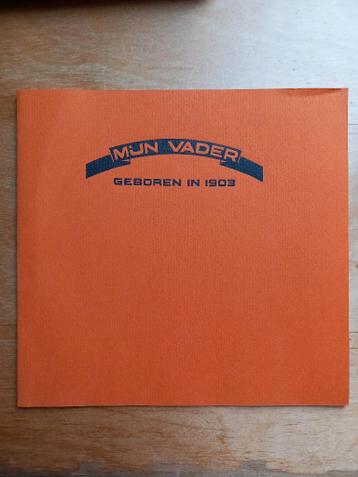 MIJN VADER
GEBOREN IN 1903